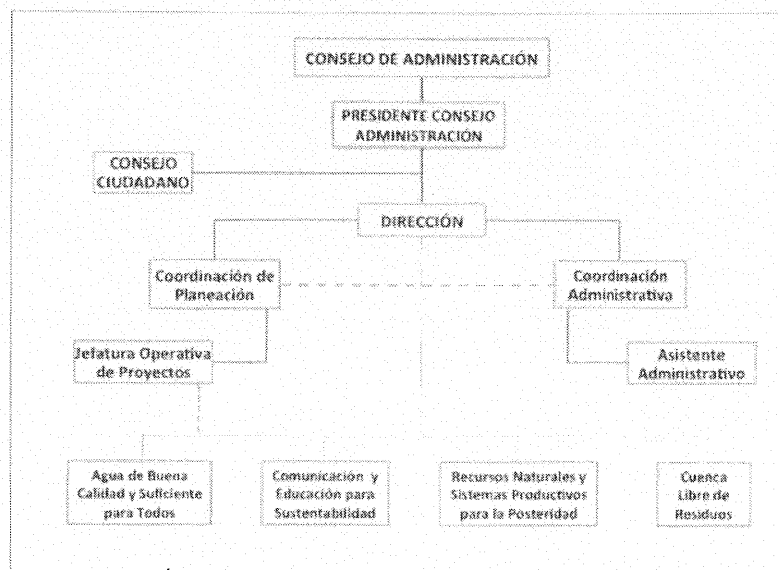 CONSEJO DE ADMINISTRACIÓN
PRESIDENTE CONSEJO
ADMINISTRACIÓN
CONSEJO
CIUDADANO
DIRECCIÓN
Coordinación de
Planeación
Coordinación
Administrativa
Jefatura Operativa
de Proyectos
Asistente
Administrativo
Agua de Buena
Calidad y Suficiente
para Todos
Comunicación y
Educación para
Sustentabilidad
Recursos Naturales y
Sistemas Productivos
para la Posteridad
Cuenca
Libre de
Residuos